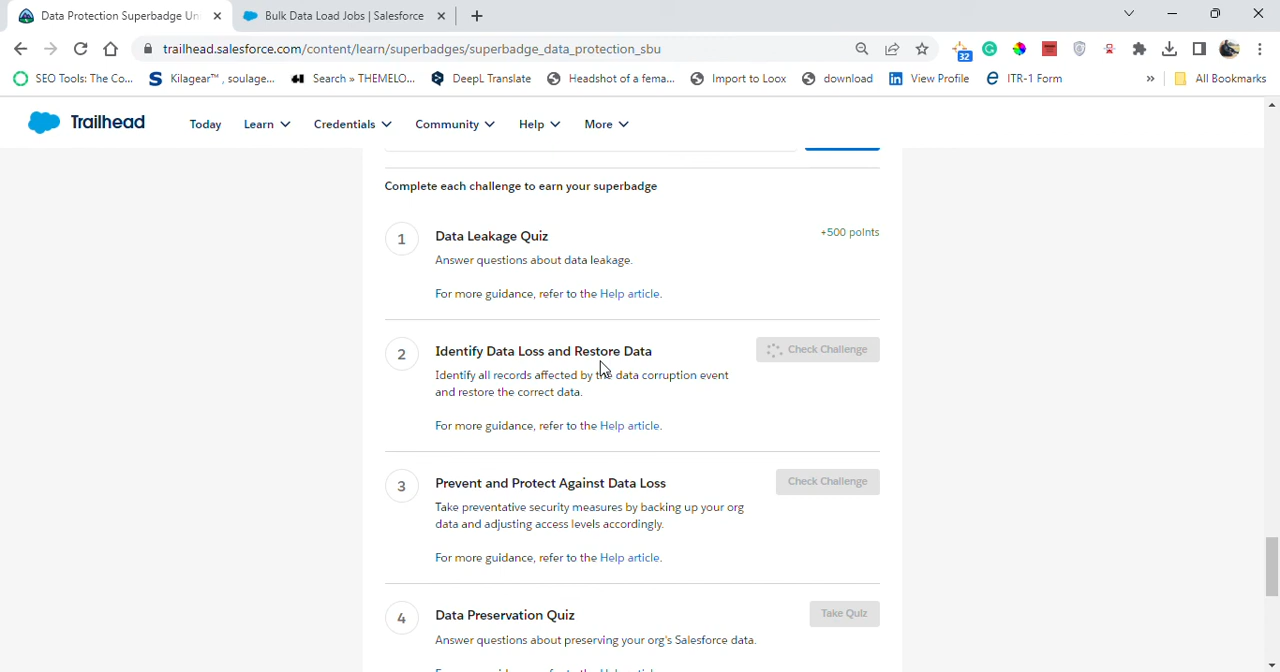 Data Protection Superbadge Un
Bulk Data Load Jobs | Salesforce
trailhead.salesforce.com/content/learn/superbadges/superbadge_data_protection_sbu
32
SEO Tools: The Co...
Kilagear™ , soulage...
Search » THEMELO...
DeepL Translate
Headshot of a fema...
Import to Loox
download
View Profile
ITR-1 Form
»
All Bookmarks
Trailhead
Today
Learn
Credentials
Community
Help
More
Complete each challenge to earn your superbadge
1
Data Leakage Quiz
+500 points
Answer questions about data leakage.
For more guidance, refer to the Help article.
2
Identify Data Loss and Restore Data
Check Challenge
Identify all records affected by the data corruption event
and restore the correct data.
For more guidance, refer to the Help article.
3
Prevent and Protect Against Data Loss
Check Challenge
Take preventative security measures by backing up your org
data and adjusting access levels accordingly.
For more guidance, refer to the Help article.
4
Data Preservation Quiz
Take Quiz
Answer questions about preserving your org's Salesforce data.